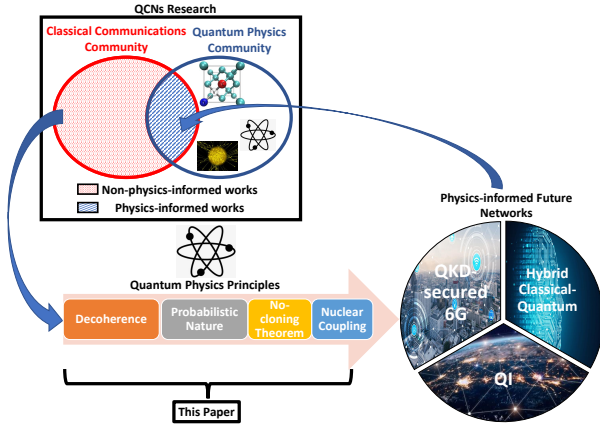 QCNs Research
Classical Communications
Community
Quantum Physics
Community
Non-physics-informed works
Physics-informed works
Quantum Physics Principles
Decoherence
Probabilistic
Nature
No-
cloning
Theorem
Nuclear
Coupling
This Paper
Physics-informed Future
Networks
QKD-
secured
6G
Hybrid
Classical-
Quantum
QI